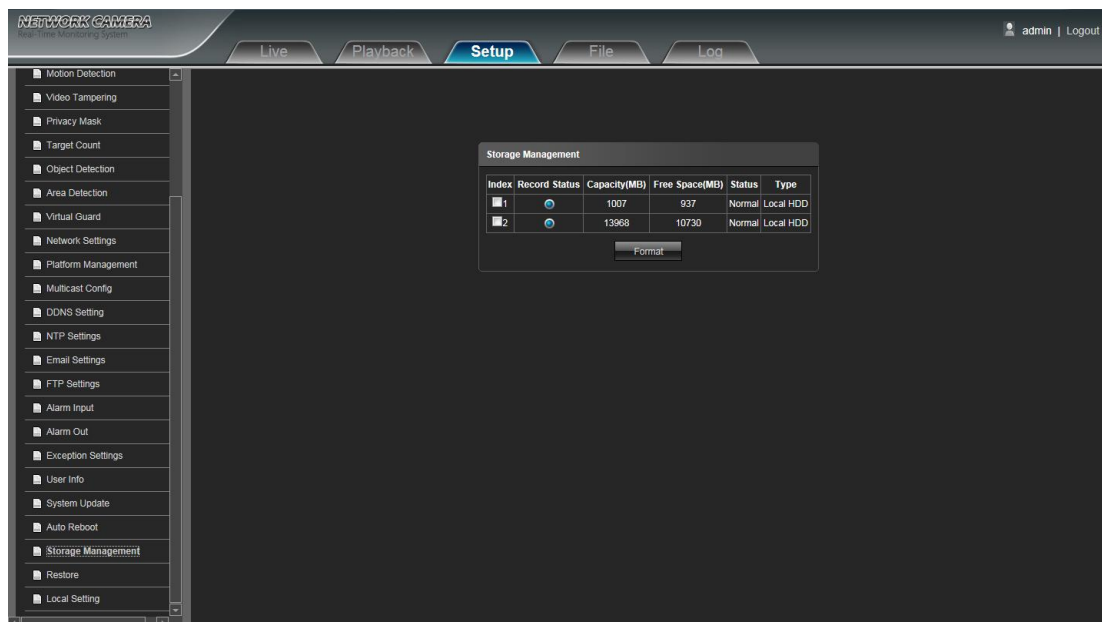 NETWORK CAMERA
Real-Time Monitoring System
admin | Logout
Live Playback Setup File Log
Motion Detection
Video Tampering
Privacy Mask
Target Count
Object Detection
Area Detection
Virtual Guard
Network Settings
Platform Management
Multicast Config
DDNS Setting
NTP Settings
Email Settings
FTP Settings
Alarm Input
Alarm Out
Exception Settings
User Info
System Update
Auto Reboot
Storage Management
Restore
Local Setting
Storage Management
Index Record Status Capacity(MB) Free Space(MB) Status Type
1 1007 937 Normal Local HDD
2 13968 10730 Normal Local HDD
Format